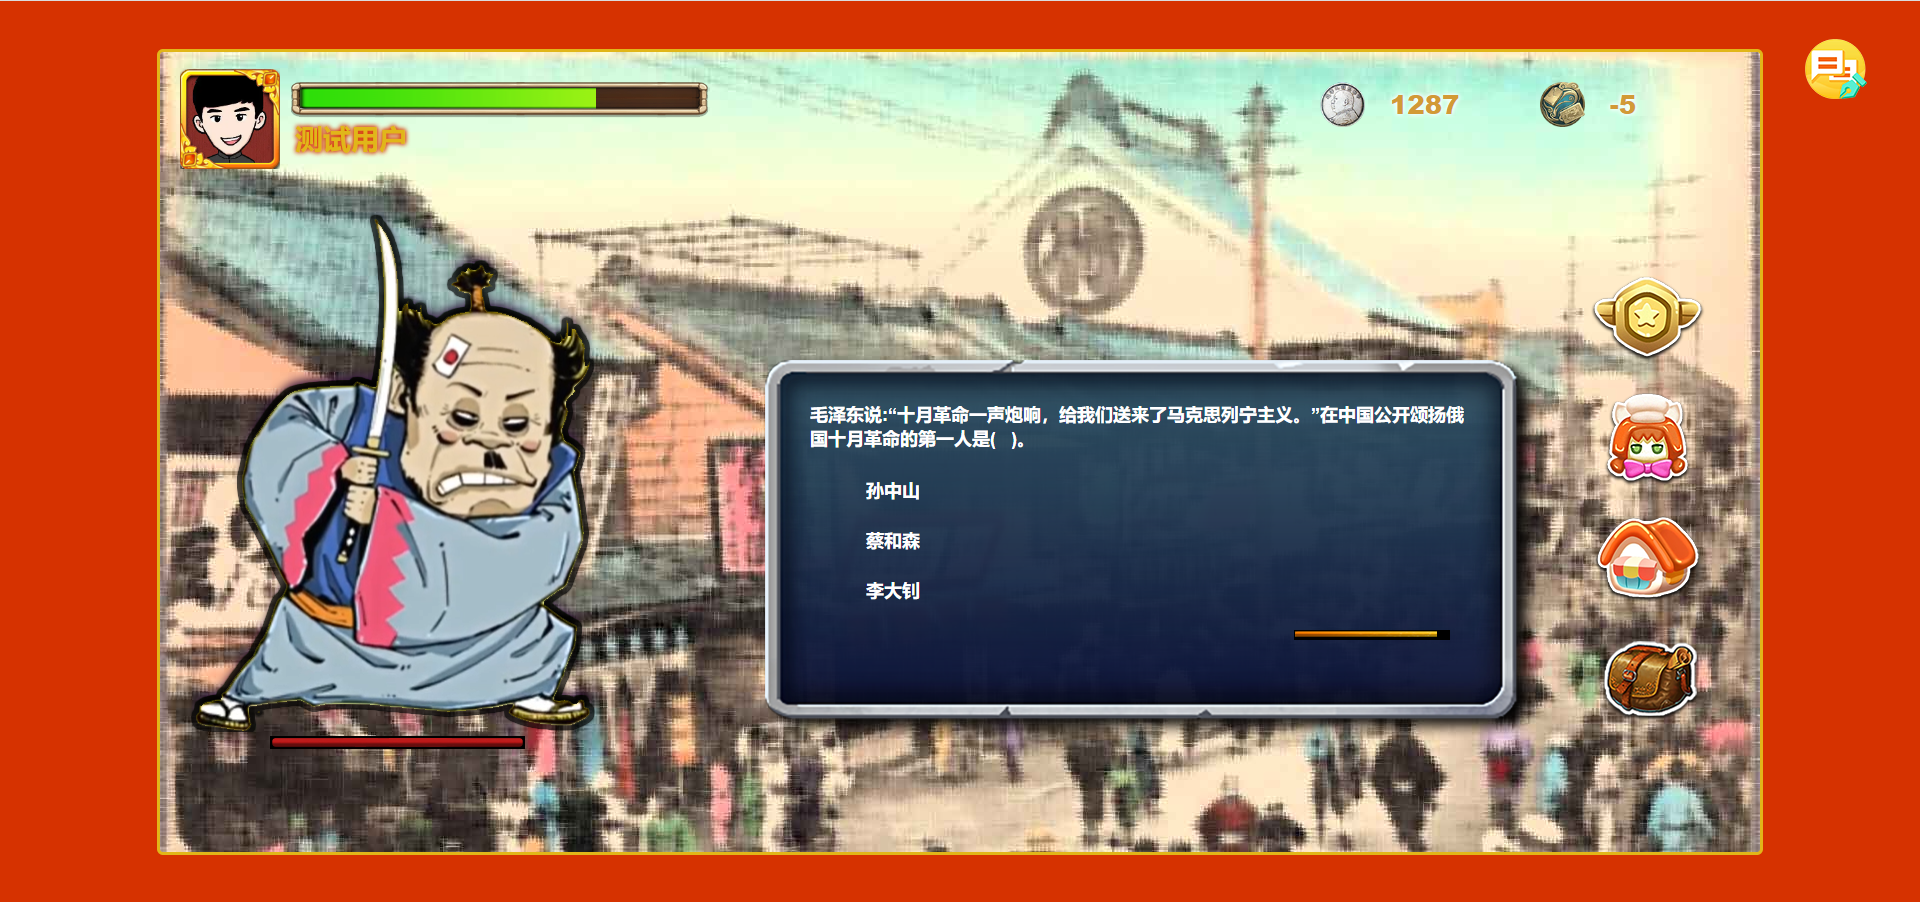 测试用户
1287
-5
毛泽东说:“十月革命一声炮响，给我们送来了马克思列宁主义。”在中国公开颂扬俄
国十月革命的第一人是( )。
孙中山
蔡和森
李大钊